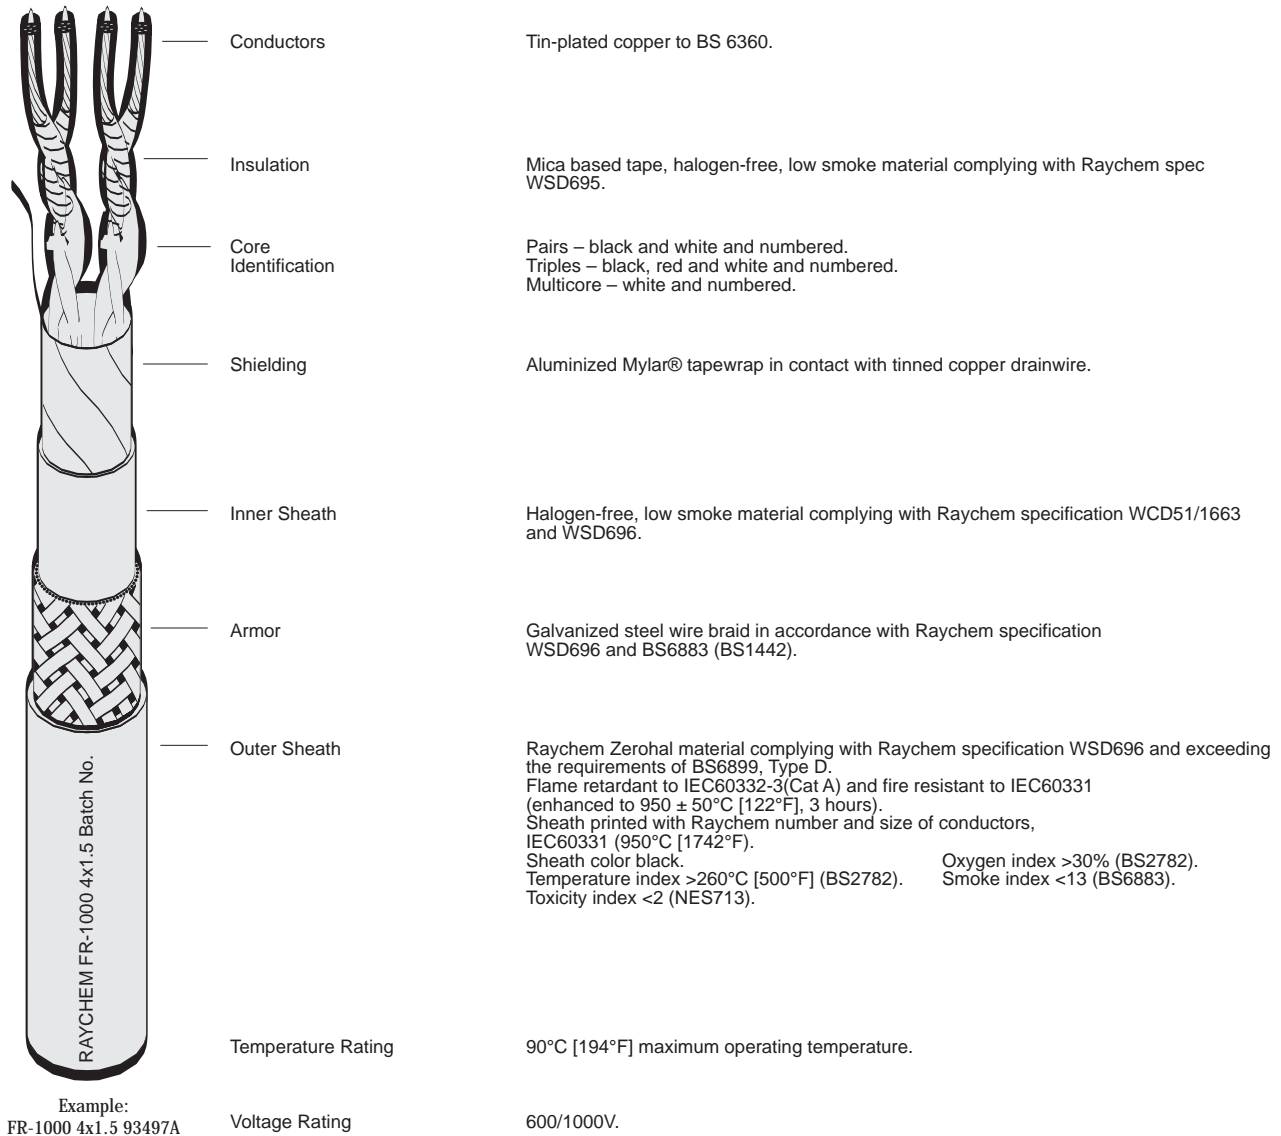 Conductors
Tin-plated copper to BS 6360.
Insulation
Mica based tape, halogen-free, low smoke material complying with Raychem spec
WSD695.
Core
Identification
Pairs – black and white and numbered.
Triples – black, red and white and numbered.
Multicore – white and numbered.
Shielding
Aluminized Mylar® tapewrap in contact with tinned copper drainwire.
Inner Sheath
Halogen-free, low smoke material complying with Raychem specification WCD51/1663
and WSD696.
Armor
Galvanized steel wire braid in accordance with Raychem specification
WSD696 and BS6883 (BS1442).
Outer Sheath
Raychem Zerohal material complying with Raychem specification WSD696 and exceeding
the requirements of BS6899, Type D.
Flame retardant to IEC60332-3(Cat A) and fire resistant to IEC60331
(enhanced to 950 ± 50°C [122°F], 3 hours).
Sheath printed with Raychem number and size of conductors,
IEC60331 (950°C [1742°F).
Sheath color black.
Oxygen index >30% (BS2782).
Temperature index >260°C [500°F] (BS2782).
Smoke index <13 (BS6883).
Toxicity index <2 (NES713).
RAYCHEM FR-1000 4x1.5 Batch No.
Temperature Rating
90°C [194°F] maximum operating temperature.
Example:
FR-1000 4x1.5 93497A
Voltage Rating
600/1000V.